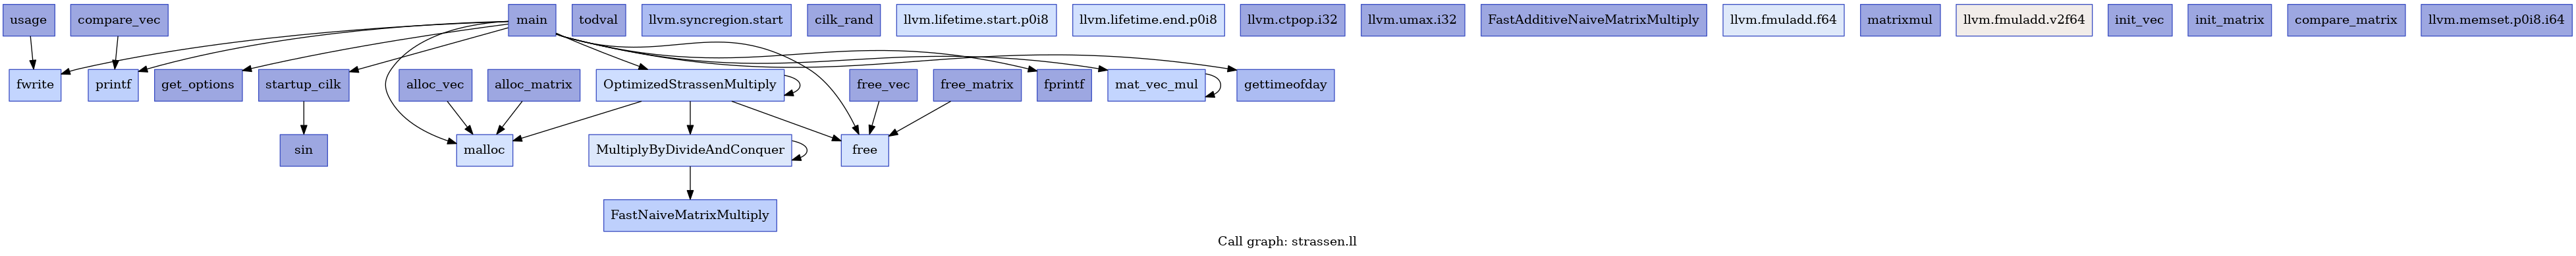 usage
compare_vec
main
todval
llvm.syncregion.start
cilk_rand
llvm.lifetime.start.p0i8
llvm.lifetime.end.p0i8
llvm.ctpop.i32
llvm.umax.i32
FastAdditiveNaiveMatrixMultiply
llvm.fmuladd.f64
matrixmul
llvm.fmuladd.v2f64
init_vec
init_matrix
compare_matrix
llvm.memset.p0i8.i64
fwrite
printf
get_options
startup_cilk
alloc_vec
alloc_matrix
OptimizedStrassenMultiply
free_vec
free_matrix
fprintf
mat_vec_mul
gettimeofday
sin
malloc
MultiplyByDivideAndConquer
free
FastNaiveMatrixMultiply
Call graph: strassen.ll